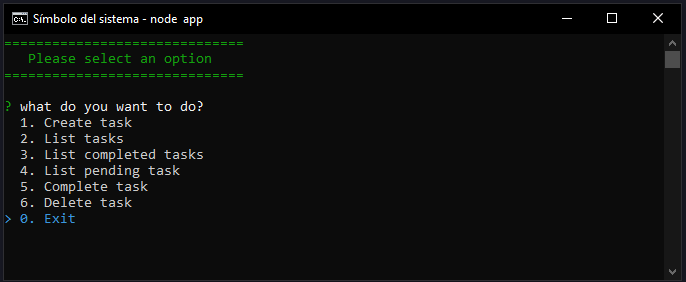 Símbolo del sistema - node app
==============================
Please select an option
==============================
? what do you want to do?
1. Create task
2. List tasks
3. List completed tasks
4. List pending task
5. Complete task
6. Delete task
> 0. Exit